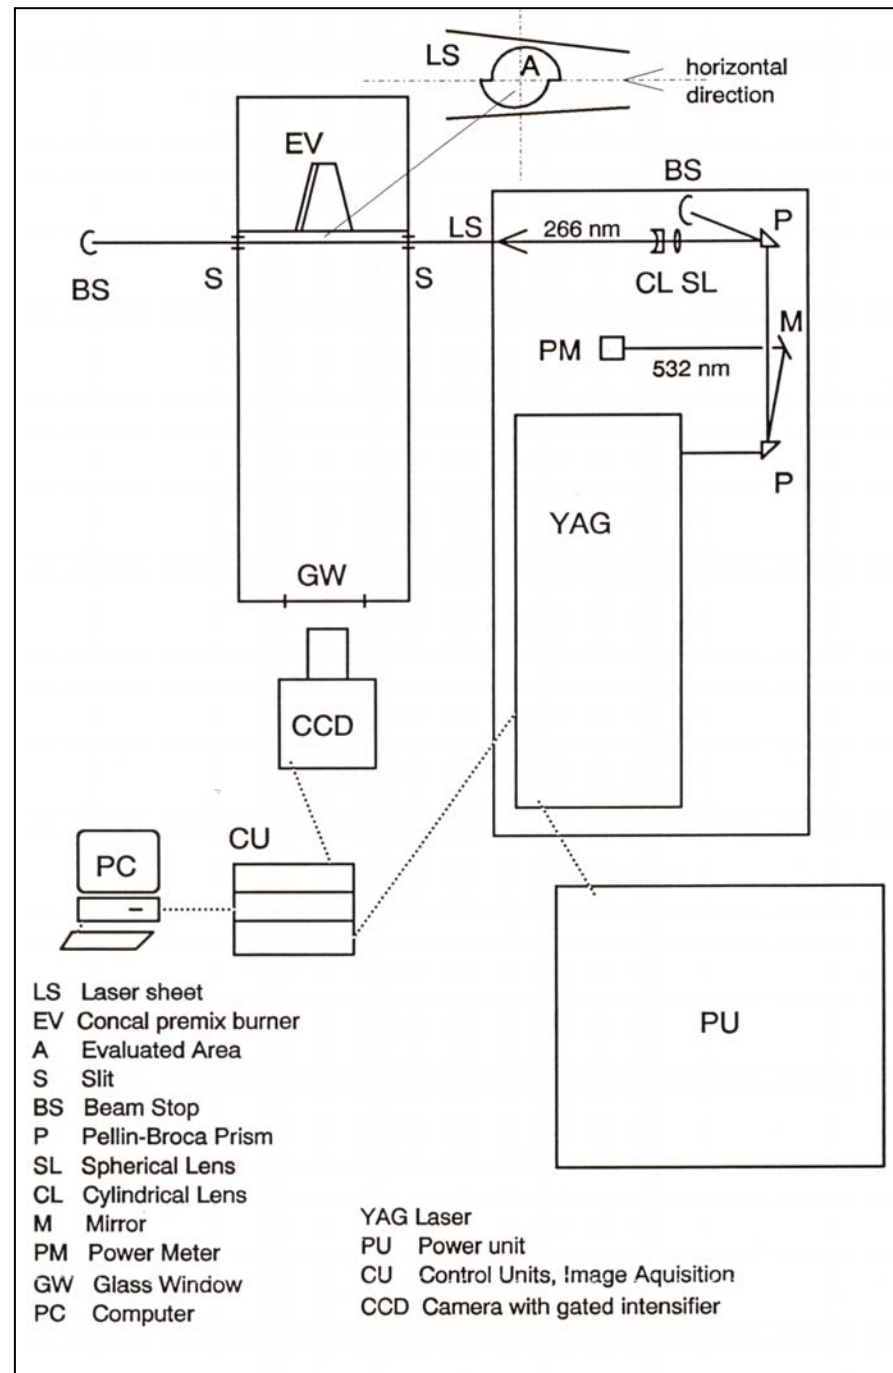 LS
A
horizontal
direction
EV
BS
P
LS
266 nm
BS
S
S
CL SL
M
PM
532 nm
P
YAG
GW
CCD
CU
PC
PU
LS Laser sheet
EV Concal premix burner
A Evaluated Area
S Slit
BS Beam Stop
P Pellin-Broca Prism
SL Spherical Lens
CL Cylindrical Lens
M Mirror
PM Power Meter
GW Glass Window
PC Computer
YAG Laser
PU Power unit
CU Control Units, Image Aquisition
CCD Camera with gated intensifier